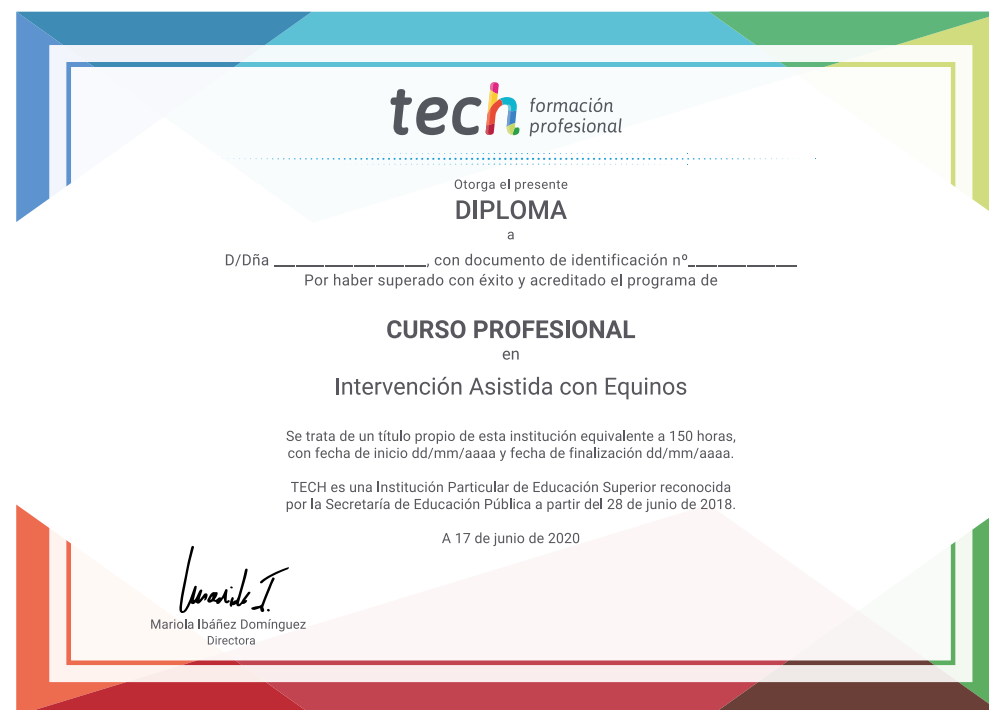 tech formación
profesional
Otorga el presente
DIPLOMA
a
D/Dña ______________, con documento de identificación nº__________
Por haber superado con éxito y acreditado el programa de
CURSO PROFESIONAL
en
Intervención Asistida con Equinos
Se trata de un título propio de esta institución equivalente a 150 horas,
con fecha de inicio dd/mm/aaaa y fecha de finalización dd/mm/aaaa.
TECH es una Institución Particular de Educación Superior reconocida
por la Secretaría de Educación Pública a partir del 28 de junio de 2018.
A 17 de junio de 2020
Mariola Ibáñez Domínguez
Directora